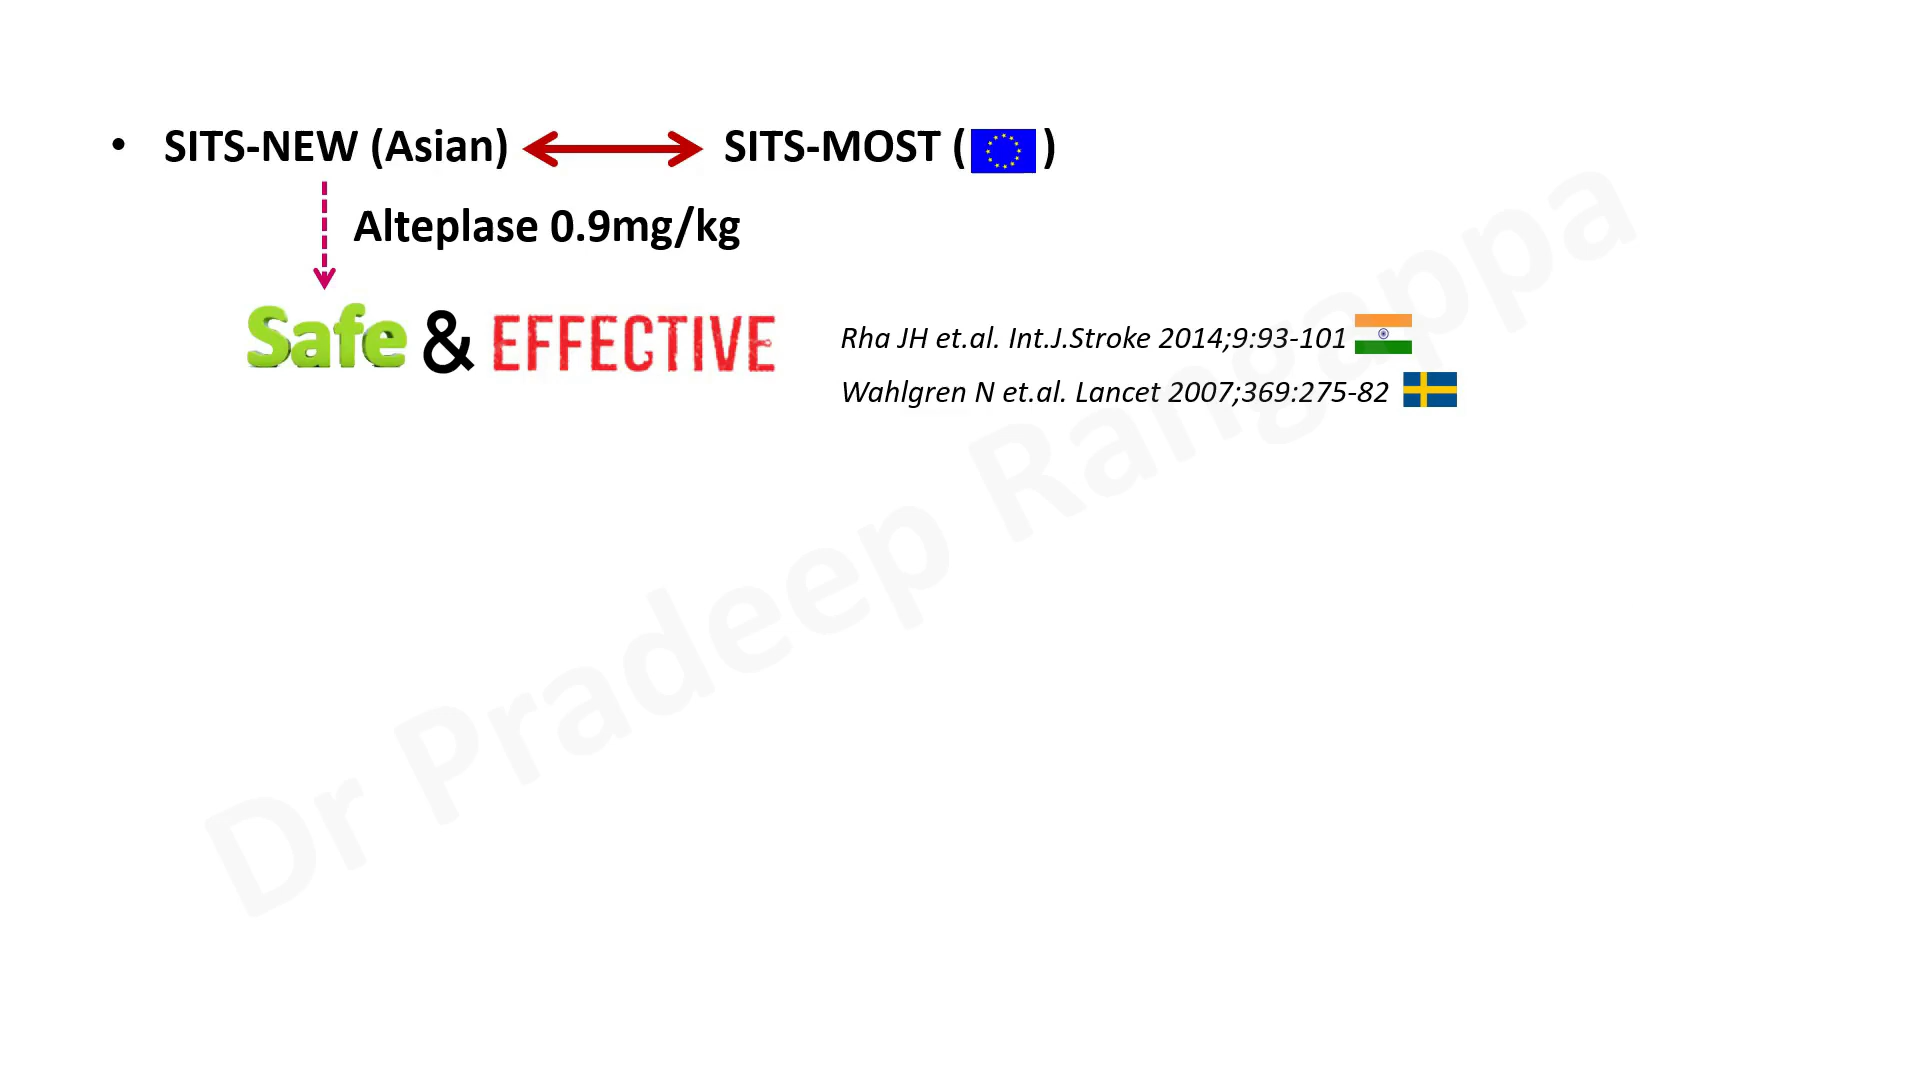 • SITS-NEW (Asian) SITS-MOST ( )
Alteplase 0.9mg/kg
Safe & EFFECTIVE
Rha JH et.al. Int.J.Stroke 2014;9:93-101
Wahlgren N et.al. Lancet 2007;369:275-82
Dr Pradeep Rangappa